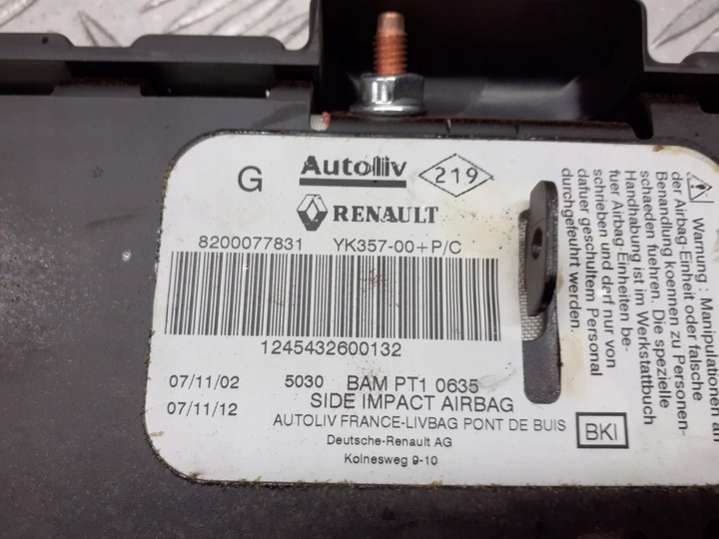 G
Autoliv
219
RENAULT
8200077831 YK357-00+P/C
1245432600132
07/11/02 5030 BAM PT1 0635
07/11/12 SIDE IMPACT AIRBAG
AUTOLIV FRANCE-LIVBAG PONT DE BUIS
BKI
Deutsche-Renault AG
Kolnesweg 9-10
Warnung : Manipulationen an
der Airbag-Einheit oder falsche
Benandlung koennen zu Personen-
schaeden fuehren. Die spezielle
Handhabung ist im Werkstattbuch
fuer Airbag-Einheiten be-
schrieben und darf nur von
dafuer geschultem Personal
durchgefuehrt werden.